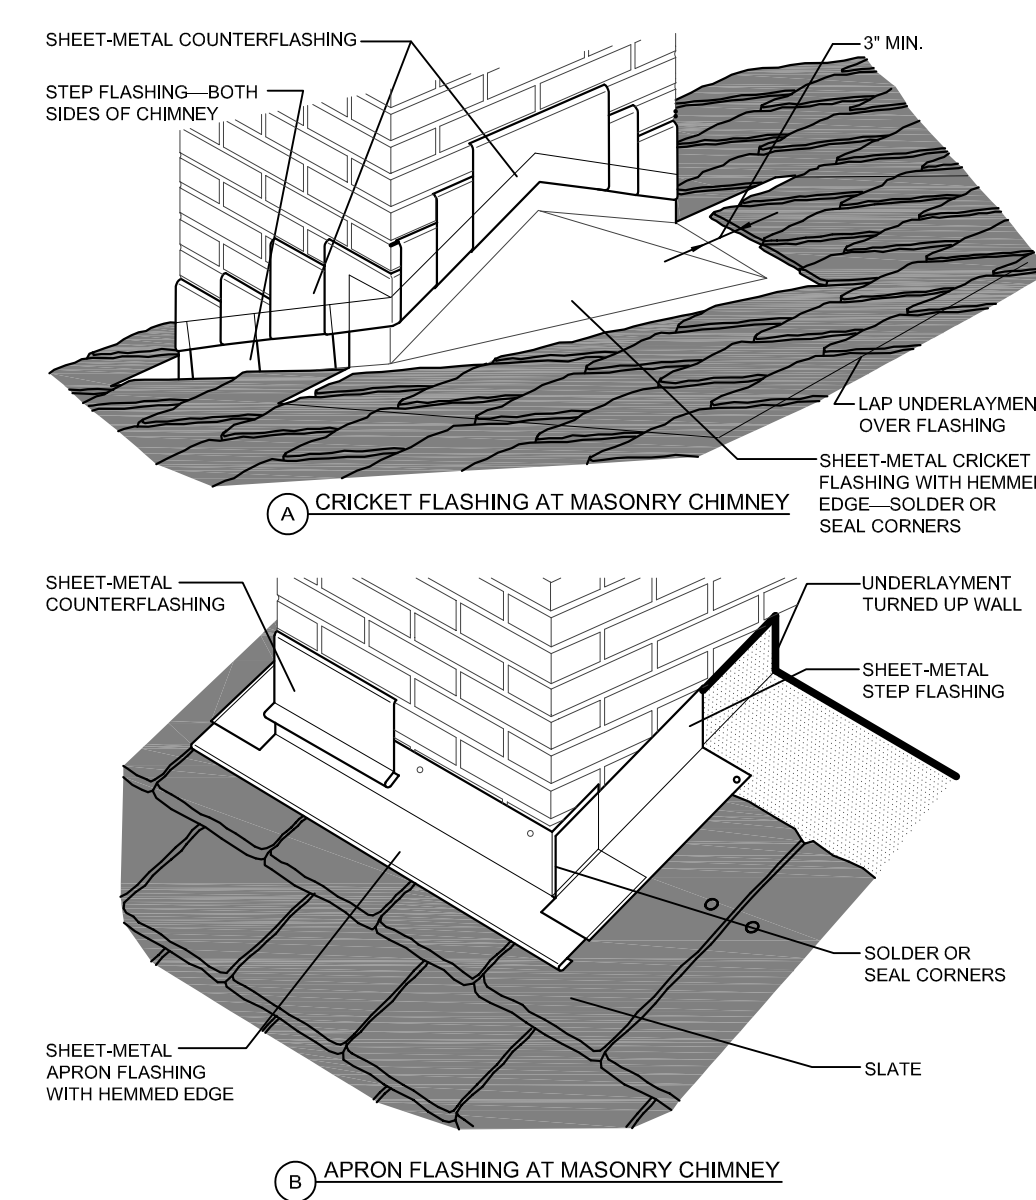 SHEET-METAL COUNTERFLASHING
STEP FLASHING—BOTH
SIDES OF CHIMNEY
3" MIN.
LAP UNDERLAYMEN
OVER FLASHING
SHEET-METAL CRICKET
FLASHING WITH HEMME
EDGE—SOLDER OR
SEAL CORNERS
A CRICKET FLASHING AT MASONRY CHIMNEY
SHEET-METAL
COUNTERFLASHING
UNDERLAYMENT
TURNED UP WALL
SHEET-METAL
STEP FLASHING
SOLDER OR
SEAL CORNERS
SHEET-METAL
APRON FLASHING
WITH HEMMED EDGE
SLATE
B APRON FLASHING AT MASONRY CHIMNEY